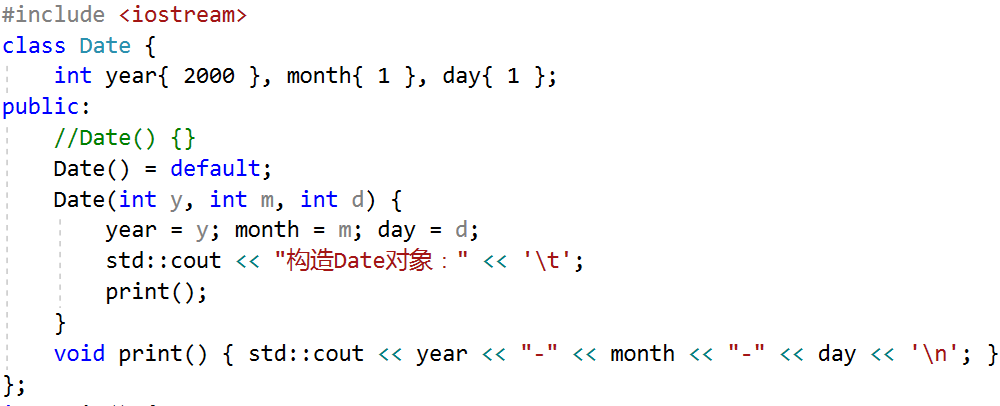 #include <iostream>
class Date {
    int year{ 2000 }, month{ 1 }, day{ 1 };
public:
    //Date() {}
    Date() = default;
    Date(int y, int m, int d) {
        year = y; month = m; day = d;
        std::cout << "构造Date对象：" << '\t';
        print();
    }
    void print() { std::cout << year << "-" << month << "-" << day << '\n'; }
};